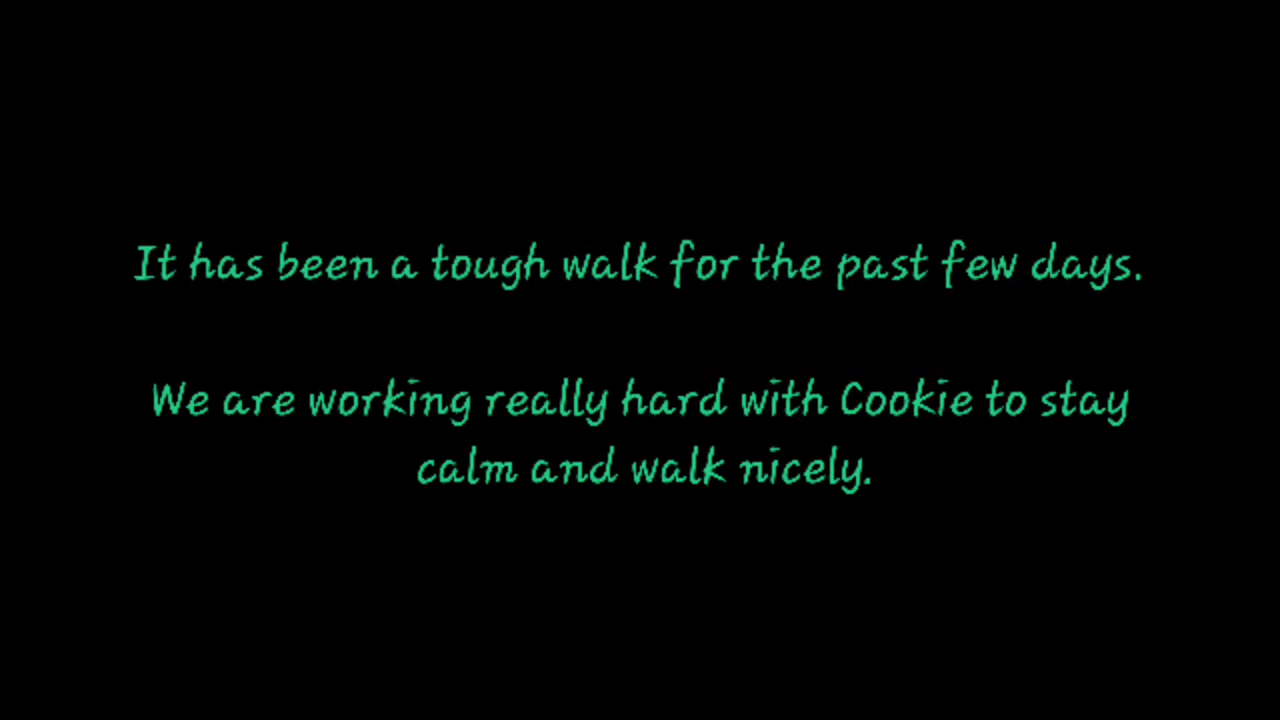 It has been a tough walk for the past few days.
We are working really hard with Cookie to stay
calm and walk nicely.